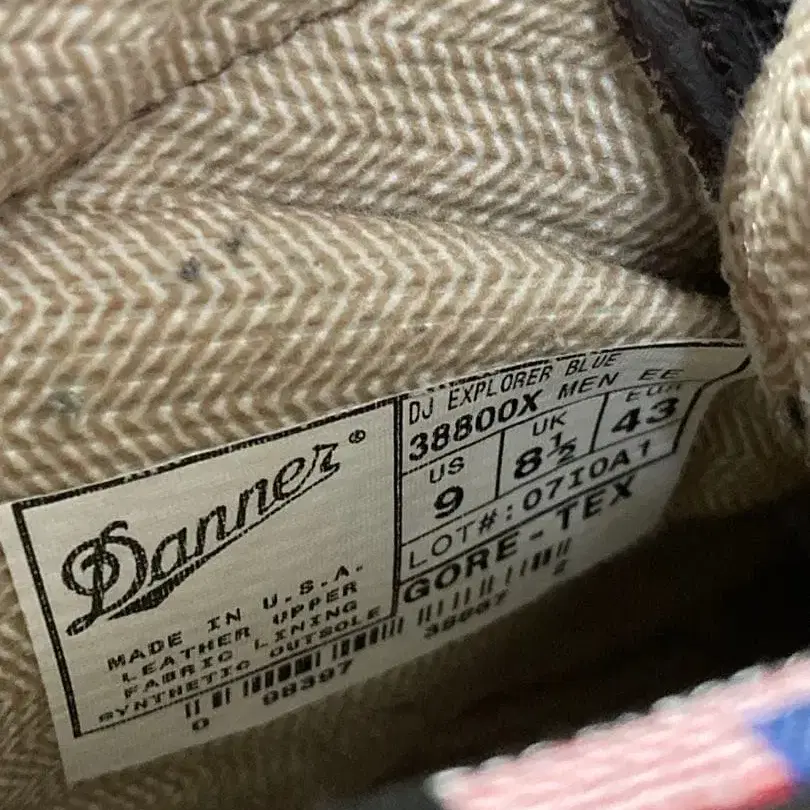 Danner®
MADE IN U.S.A.
LEATHER UPPER
FABRIC LINING
SYNTHETIC OUTSOLE
DJ EXPLORER BLUE
38800X MEN EE
US UK EUR
9 8½ 43
LOT#:07I0A1
GORE-TEX
0 98397